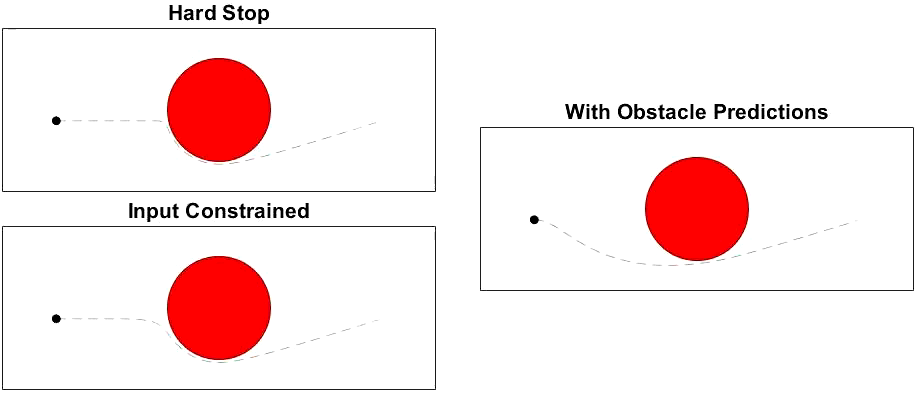 Hard Stop
Input Constrained
With Obstacle Predictions